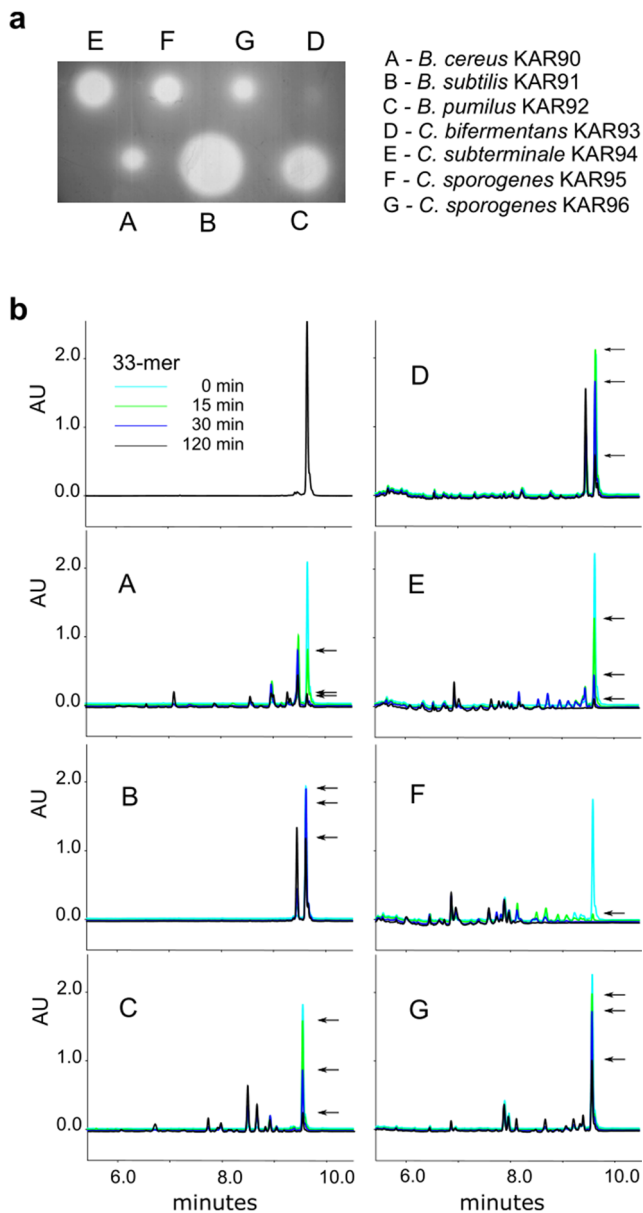 a
E F G D
A B C
A - B. cereus KAR90
B - B. subtilis KAR91
C - B. pumilus KAR92
D - C. bifermentans KAR93
E - C. subterminale KAR94
F - C. sporogenes KAR95
G - C. sporogenes KAR96
b
33-mer
0 min
15 min
30 min
120 min
AU
2.0
1.0
0.0
D
A
AU
2.0
1.0
0.0
E
B
AU
2.0
1.0
0.0
F
C
AU
2.0
1.0
0.0
G
6.0 8.0 10.0
minutes
6.0 8.0 10.0
minutes